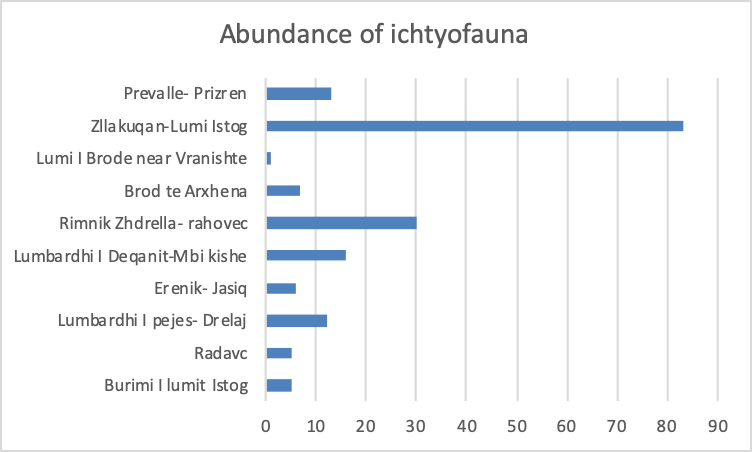 Abundance of ichtyofauna
Prevalle- Prizren
Zllakuqan-Lumi Istog
Lumi I Brode near Vranishte
Brod te Arxhena
Rimnik Zhdrella- rahovec
Lumbardhi I Deqanit-Mbi kishe
Erenik- Jasiq
Lumbardhi I pejes- Drelaj
Radavc
Burimi I lumit Istog
0 10 20 30 40 50 60 70 80 90